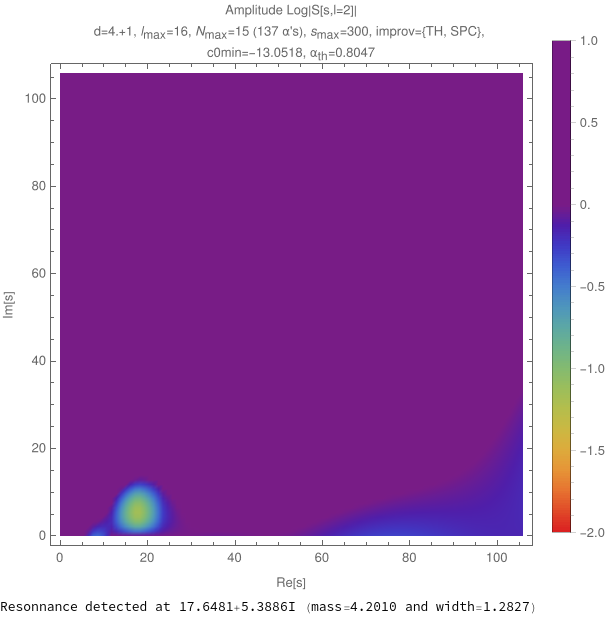 Amplitude Log|S[s,l=2]|
d=4.+1, lmax=16, Nmax=15 (137 α's), smax=300, improv={TH, SPC},
c0min=−13.0518, αth=0.8047
1.0
0.5
0.
−0.5
−1.0
−1.5
−2.0
Im[s]
100
80
60
40
20
0
0 20 40 60 80 100
Re[s]
Resonnance detected at 17.6481+5.3886I (mass=4.2010 and width=1.2827)